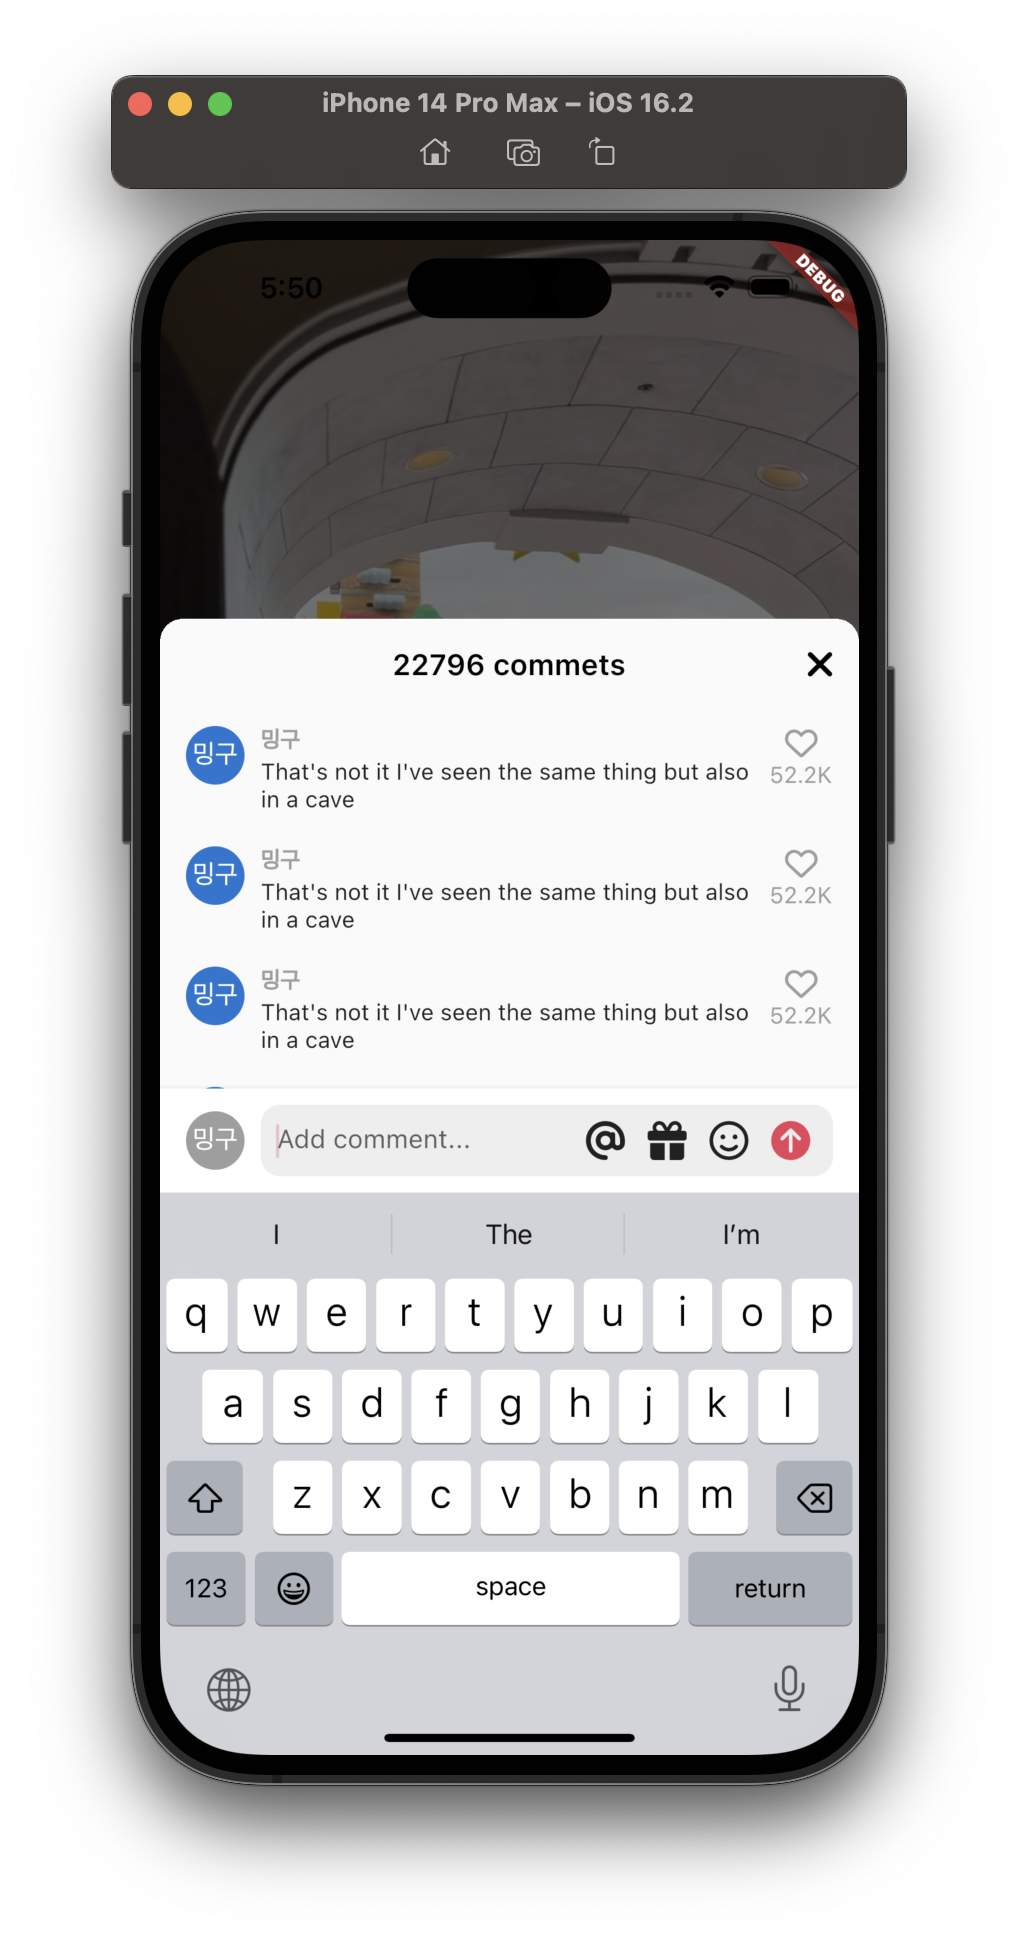 iPhone 14 Pro Max – iOS 16.2
5:50
DEBUG
22796 commets
밍구
밍구
That's not it I've seen the same thing but also
in a cave
52.2K
밍구
밍구
That's not it I've seen the same thing but also
in a cave
52.2K
밍구
밍구
That's not it I've seen the same thing but also
in a cave
52.2K
밍구
Add comment...
I
The
I’m
q w e r t y u i o p
a s d f g h j k l
z x c v b n m
123
space
return